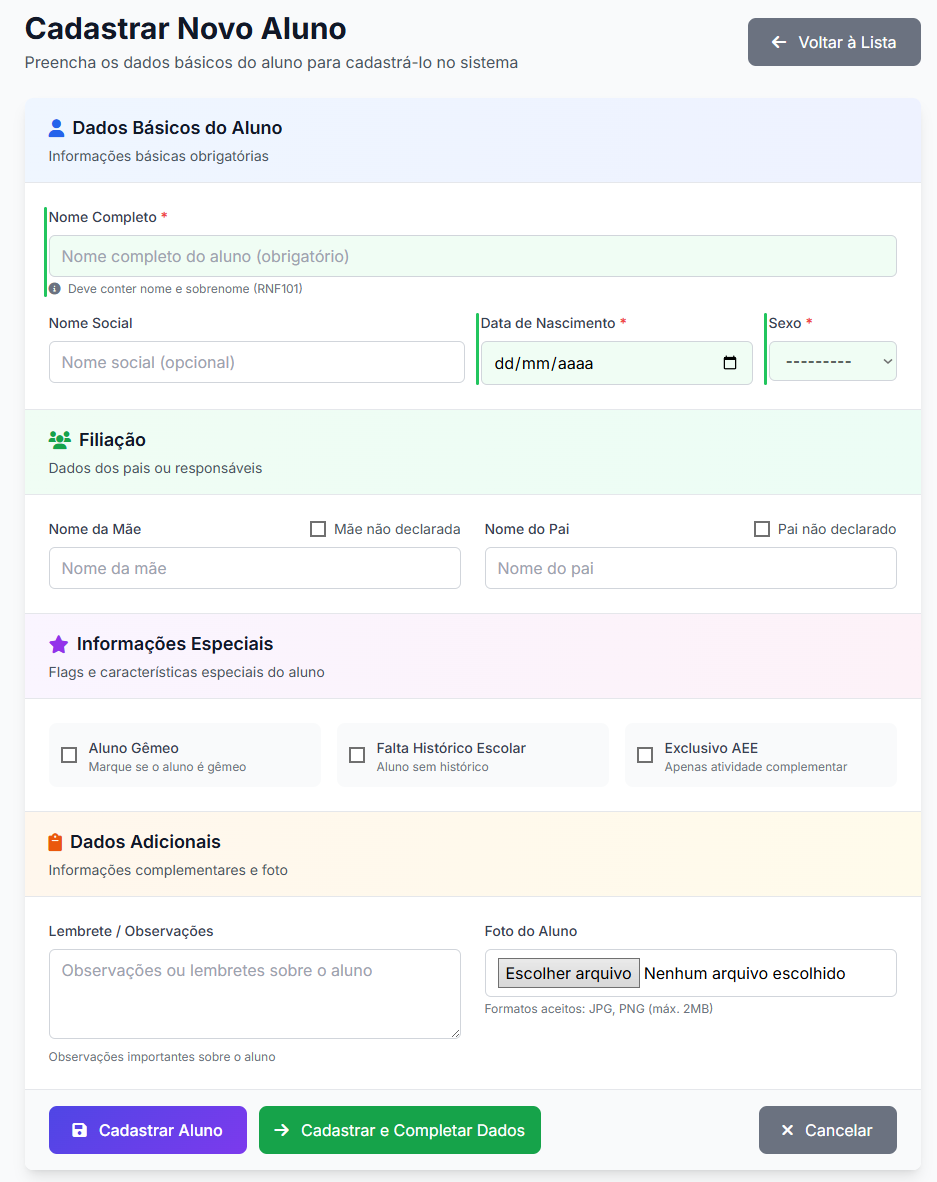 Cadastrar Novo Aluno
Preencha os dados básicos do aluno para cadastrá-lo no sistema
Voltar à Lista
Dados Básicos do Aluno
Informações básicas obrigatórias
Nome Completo *
Nome completo do aluno (obrigatório)
Deve conter nome e sobrenome (RNF101)
Nome Social
Nome social (opcional)
Data de Nascimento *
dd/mm/aaaa
Sexo *
---------
Filiação
Dados dos pais ou responsáveis
Nome da Mãe
Mãe não declarada
Nome da mãe
Nome do Pai
Pai não declarado
Nome do pai
Informações Especiais
Flags e características especiais do aluno
Aluno Gêmeo
Marque se o aluno é gêmeo
Falta Histórico Escolar
Aluno sem histórico
Exclusivo AEE
Apenas atividade complementar
Dados Adicionais
Informações complementares e foto
Lembrete / Observações
Observações ou lembretes sobre o aluno
Observações importantes sobre o aluno
Foto do Aluno
Escolher arquivo Nenhum arquivo escolhido
Formatos aceitos: JPG, PNG (máx. 2MB)
Cadastrar Aluno
Cadastrar e Completar Dados
Cancelar